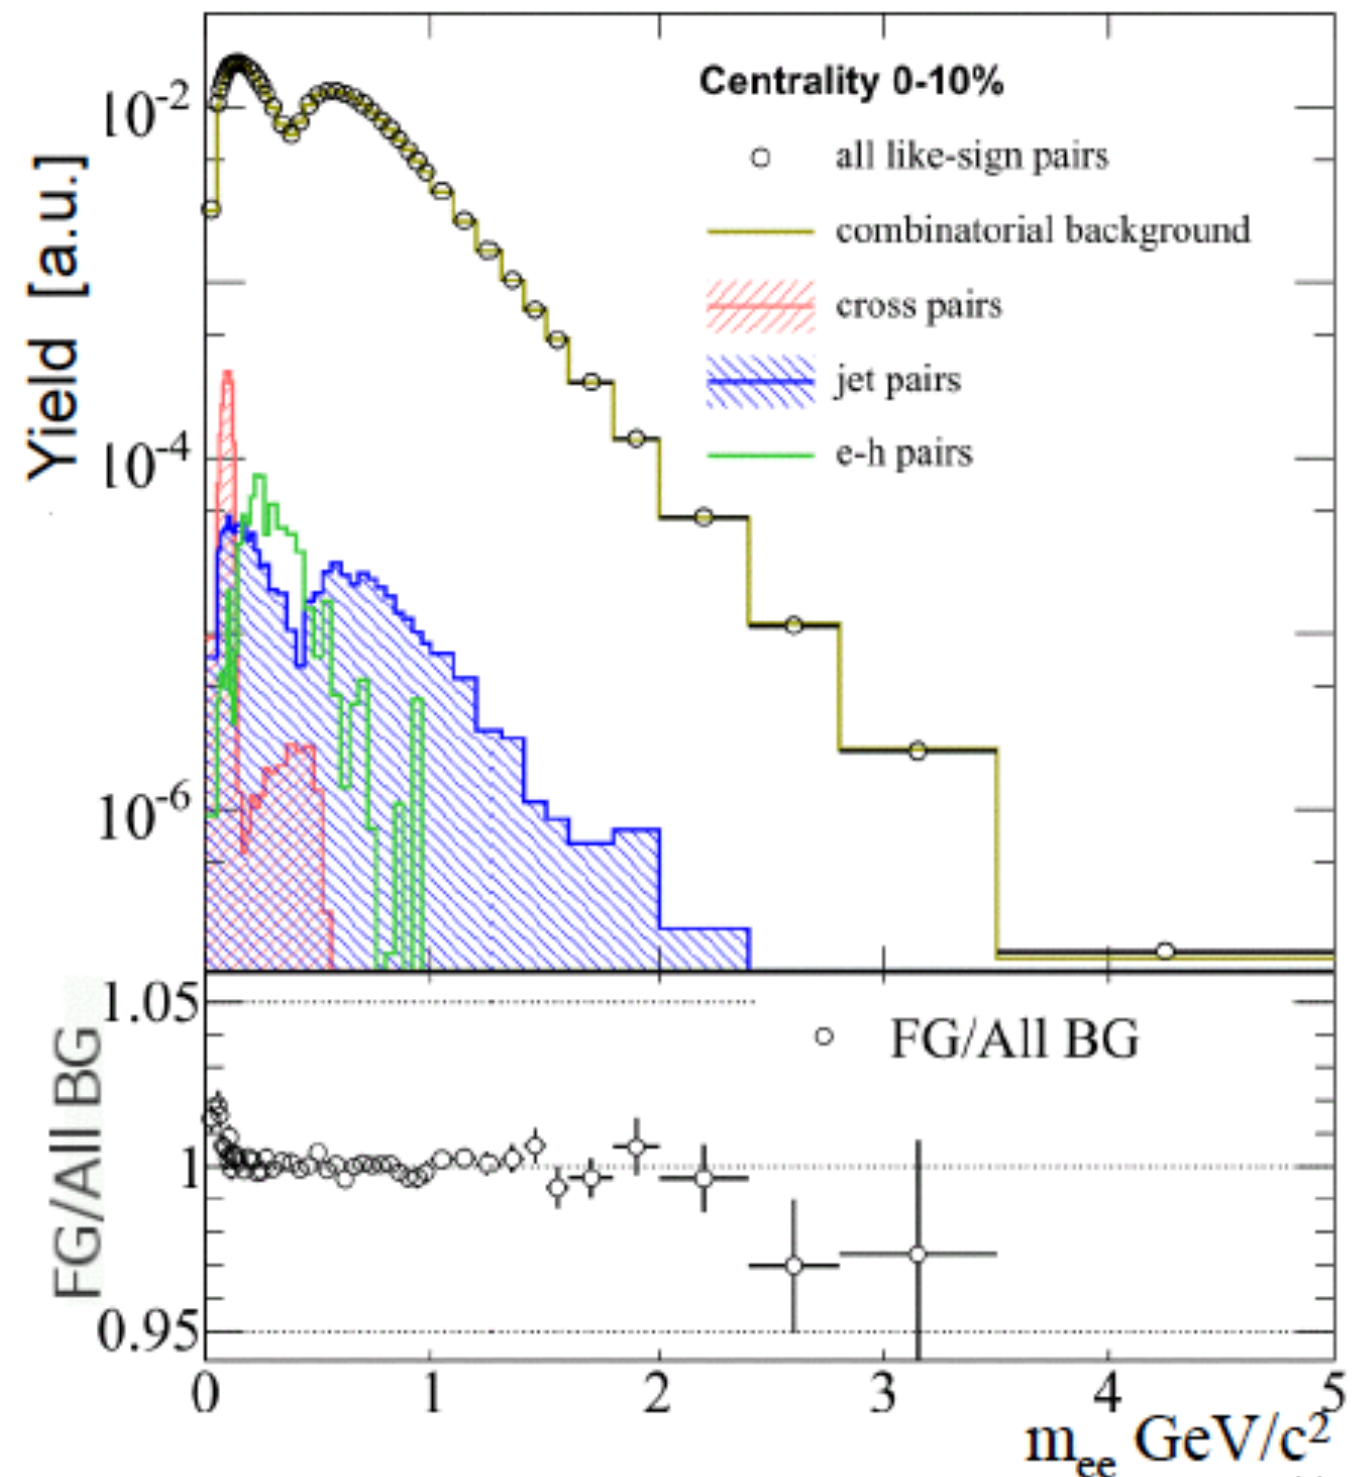 Yield [a.u.]
10-2
10-4
10-6
Centrality 0-10%
all like-sign pairs
combinatorial background
cross pairs
jet pairs
e-h pairs
FG/All BG
1.05
1
0.95
FG/All BG
0 1 2 3 4 5
mee GeV/c2